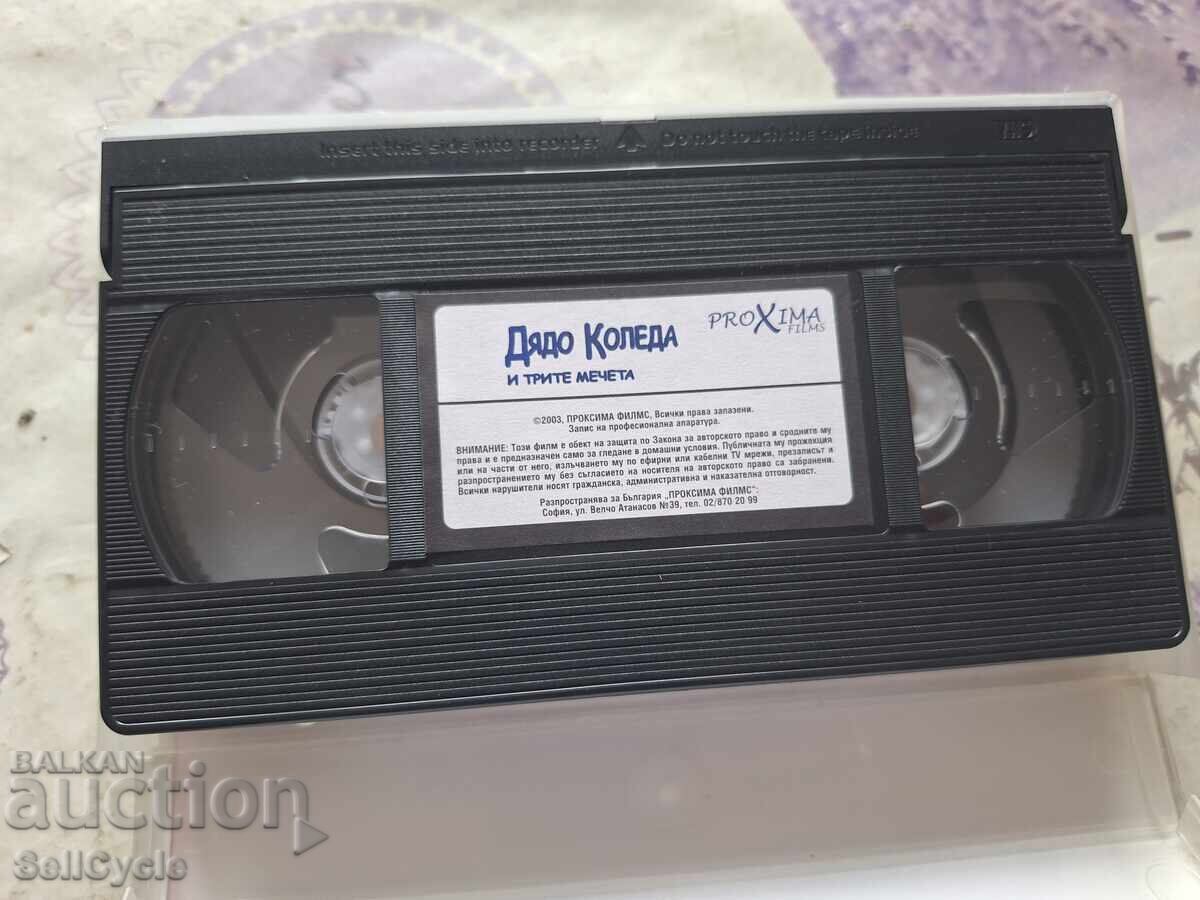 Insert this side into recorder Do not touch the tape inside VHS
ДЯДО КОЛЕДА
И ТРИТЕ МЕЧЕТА
PROXIMA
FILMS
©2003, ПРОКСИМА ФИЛМС, Всички права запазени.
Запис на професионална апаратура.
ВНИМАНИЕ: Този филм е обект на защита по Закона за авторското право и сродните му
права и е предназначен само за гледане в домашни условия. Публичната му прожекция
или на части от него, излъчването му по ефирни или кабелни TV мрежи, презаписът и
разпространението му без съгласието на носителя на авторското право са забранени.
Всички нарушители носят гражданска, административна и наказателна отговорност.
Разпространява за България „ПРОКСИМА ФИЛМС":
София, ул. Велчо Атанасов №39, тел. 02/870 20 99
BALKAN
auction
SellCycle